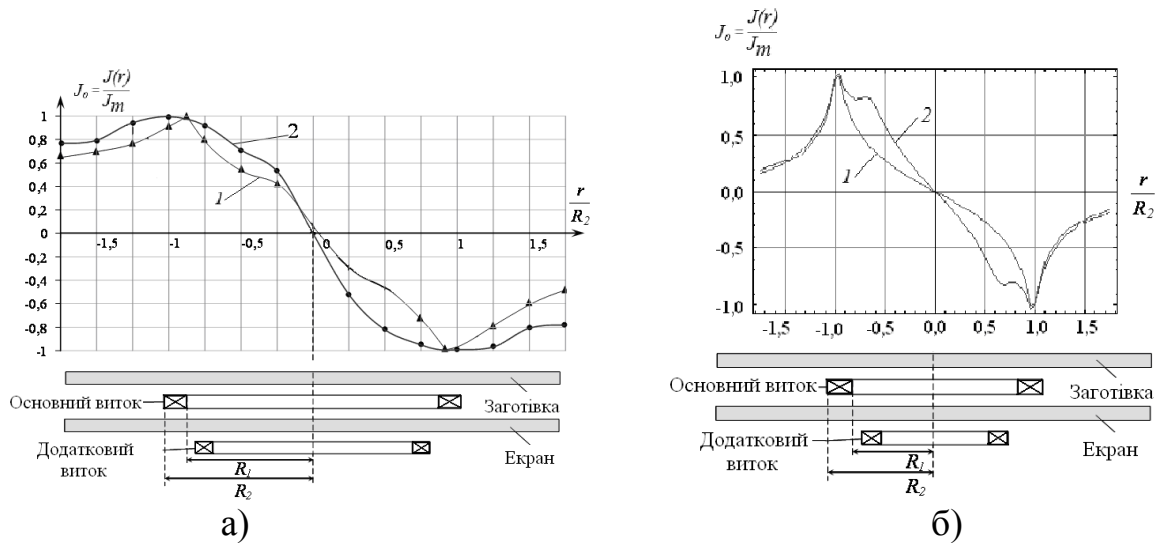 J₀ = J(r)/Jm
1
0,8
0,6
0,4
0,2
0
-0,2
-0,4
-0,6
-0,8
-1
-1,5 -1 -0,5 0 0,5 1 1,5
r/R₂
2
1
Основний виток
Заготівка
Додатковий
виток
Екран
R₁
R₂
а)
J₀ = J(r)/Jm
1,0
0,5
0,0
-0,5
-1,0
-1,5 -1,0 -0,5 0,0 0,5 1,0 1,5
r/R₂
2
1
Основний виток
Заготівка
Додатковий
виток
Екран
R₁
R₂
б)